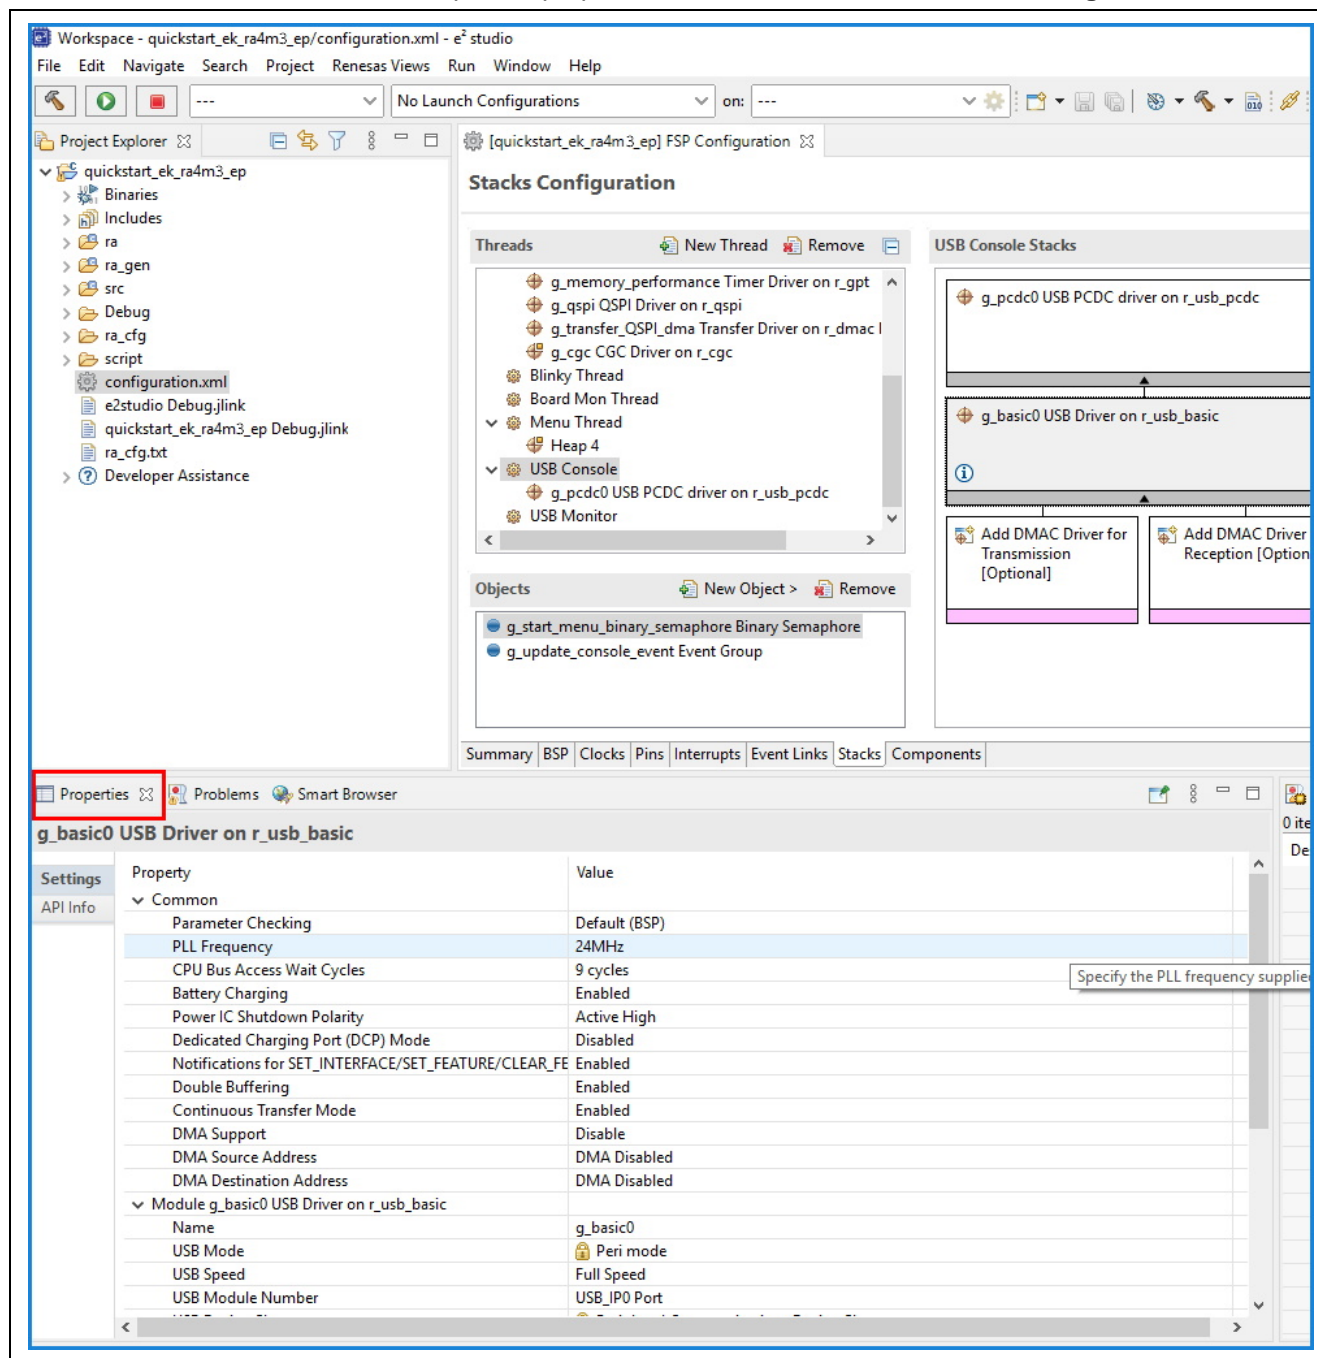 Workspace - quickstart_ek_ra4m3_ep/configuration.xml - e² studio
File Edit Navigate Search Project Renesas Views Run Window Help
--- No Launch Configurations on: ---
Project Explorer
quickstart_ek_ra4m3_ep
Binaries
Includes
ra
ra_gen
src
Debug
ra_cfg
script
configuration.xml
e2studio Debug.jlink
quickstart_ek_ra4m3_ep Debug.jlink
ra_cfg.txt
Developer Assistance
[quickstart_ek_ra4m3_ep] FSP Configuration
Stacks Configuration
Threads New Thread Remove
g_memory_performance Timer Driver on r_gpt
g_qspi QSPI Driver on r_qspi
g_transfer_QSPI_dma Transfer Driver on r_dmac
g_cgc CGC Driver on r_cgc
Blinky Thread
Board Mon Thread
Menu Thread
Heap 4
USB Console
g_pcdc0 USB PCDC driver on r_usb_pcdc
USB Monitor
Objects New Object > Remove
g_start_menu_binary_semaphore Binary Semaphore
g_update_console_event Event Group
USB Console Stacks
g_pcdc0 USB PCDC driver on r_usb_pcdc
g_basic0 USB Driver on r_usb_basic
Add DMAC Driver for
Transmission
[Optional]
Add DMAC Driver
Reception [Option
Summary BSP Clocks Pins Interrupts Event Links Stacks Components
Properties Problems Smart Browser
g_basic0 USB Driver on r_usb_basic
0 ite
De
Settings
API Info
Property Value
Common
Parameter Checking Default (BSP)
PLL Frequency 24MHz
CPU Bus Access Wait Cycles 9 cycles
Specify the PLL frequency supplie
Battery Charging Enabled
Power IC Shutdown Polarity Active High
Dedicated Charging Port (DCP) Mode Disabled
Notifications for SET_INTERFACE/SET_FEATURE/CLEAR_FE Enabled
Double Buffering Enabled
Continuous Transfer Mode Enabled
DMA Support Disable
DMA Source Address DMA Disabled
DMA Destination Address DMA Disabled
Module g_basic0 USB Driver on r_usb_basic
Name g_basic0
USB Mode Peri mode
USB Speed Full Speed
USB Module Number USB_IP0 Port